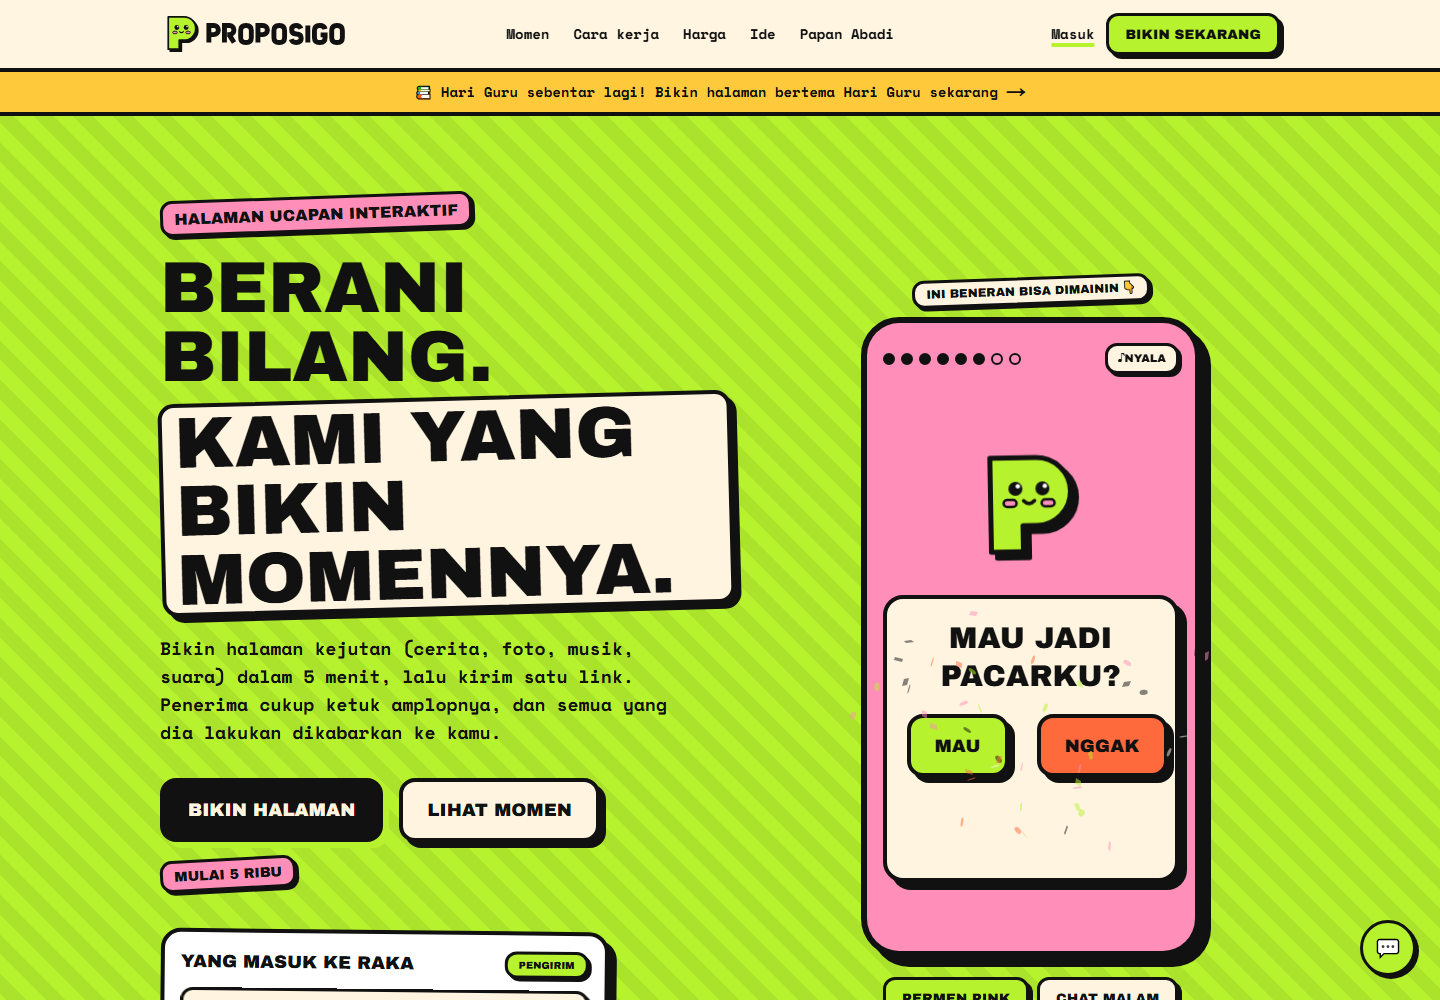 PROPOSIGO
Momen Cara kerja Harga Ide Papan Abadi
Masuk
BIKIN SEKARANG
📚 Hari Guru sebentar lagi! Bikin halaman bertema Hari Guru sekarang →
HALAMAN UCAPAN INTERAKTIF
BERANI
BILANG.
KAMI YANG
BIKIN
MOMENNYA.
Bikin halaman kejutan (cerita, foto, musik,
suara) dalam 5 menit, lalu kirim satu link.
Penerima cukup ketuk amplopnya, dan semua yang
dia lakukan dikabarkan ke kamu.
BIKIN HALAMAN
LIHAT MOMEN
MULAI 5 RIBU
YANG MASUK KE RAKA
PENGIRIM
INI BENERAN BISA DIMAININ 👇
♪NYALA
MAU JADI
PACARKU?
MAU
NGGAK
PERMEN PINK
CHAT MALAM